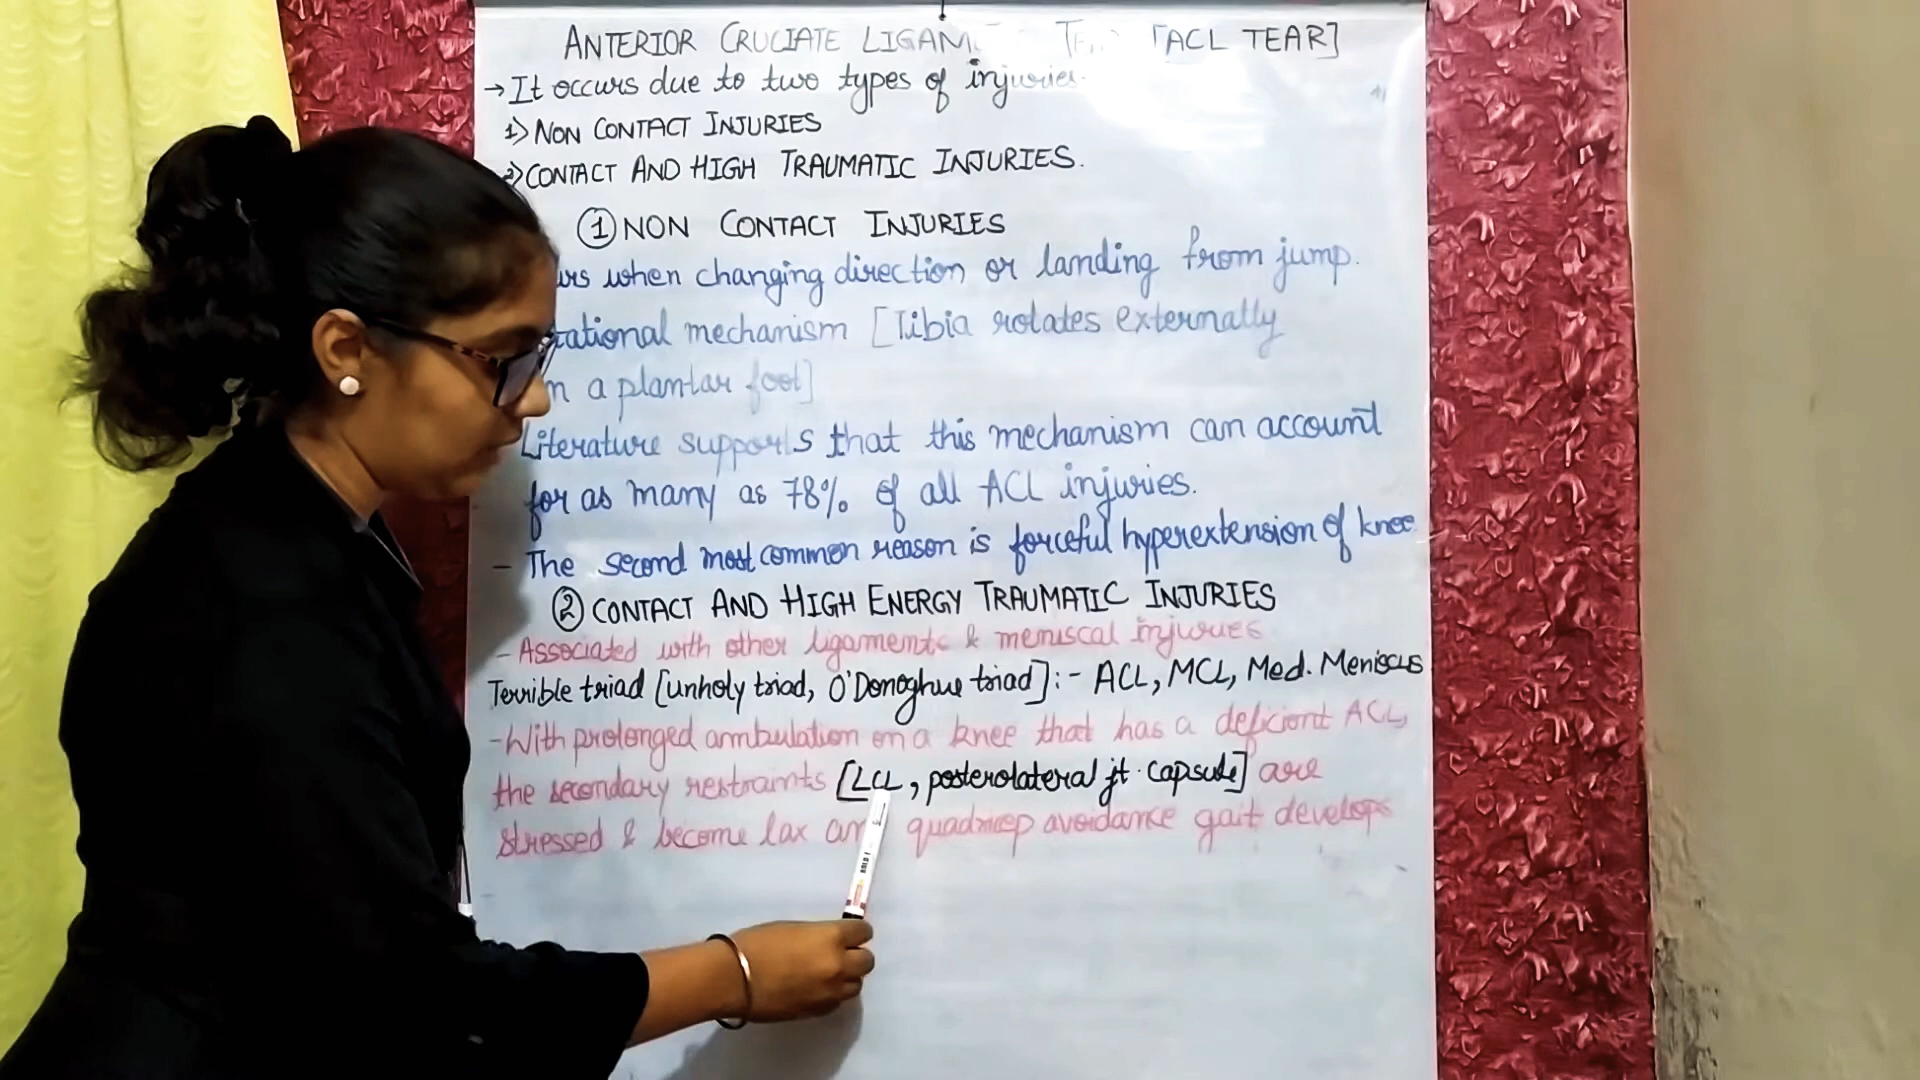 ANTERIOR CRUCIATE LIGAM [ACL TEAR]
→ It occurs due to two types of injuries.
1) NON CONTACT INJURIES
2) CONTACT AND HIGH TRAUMATIC INJURIES.
① NON CONTACT INJURIES
urs when changing direction or landing from jump.
tational mechanism [Tibia rotates externally
n a plantar foot]
Literature supports that this mechanism can account
for as many as 78% of all ACL injuries.
- The second most common reason is forceful hyperextension of knee
② CONTACT AND HIGH ENERGY TRAUMATIC INJURIES
- Associated with other ligaments & meniscal injuries
Terrible triad [unholy triad, O'Donoghue triad] :- ACL, MCL, Med. Meniscus
- With prolonged ambulation on a knee that has a deficient ACL,
the secondary restraints [LCL, posterolateral jt. capsule] are
stressed & become lax an quadricep avoidance gait develops